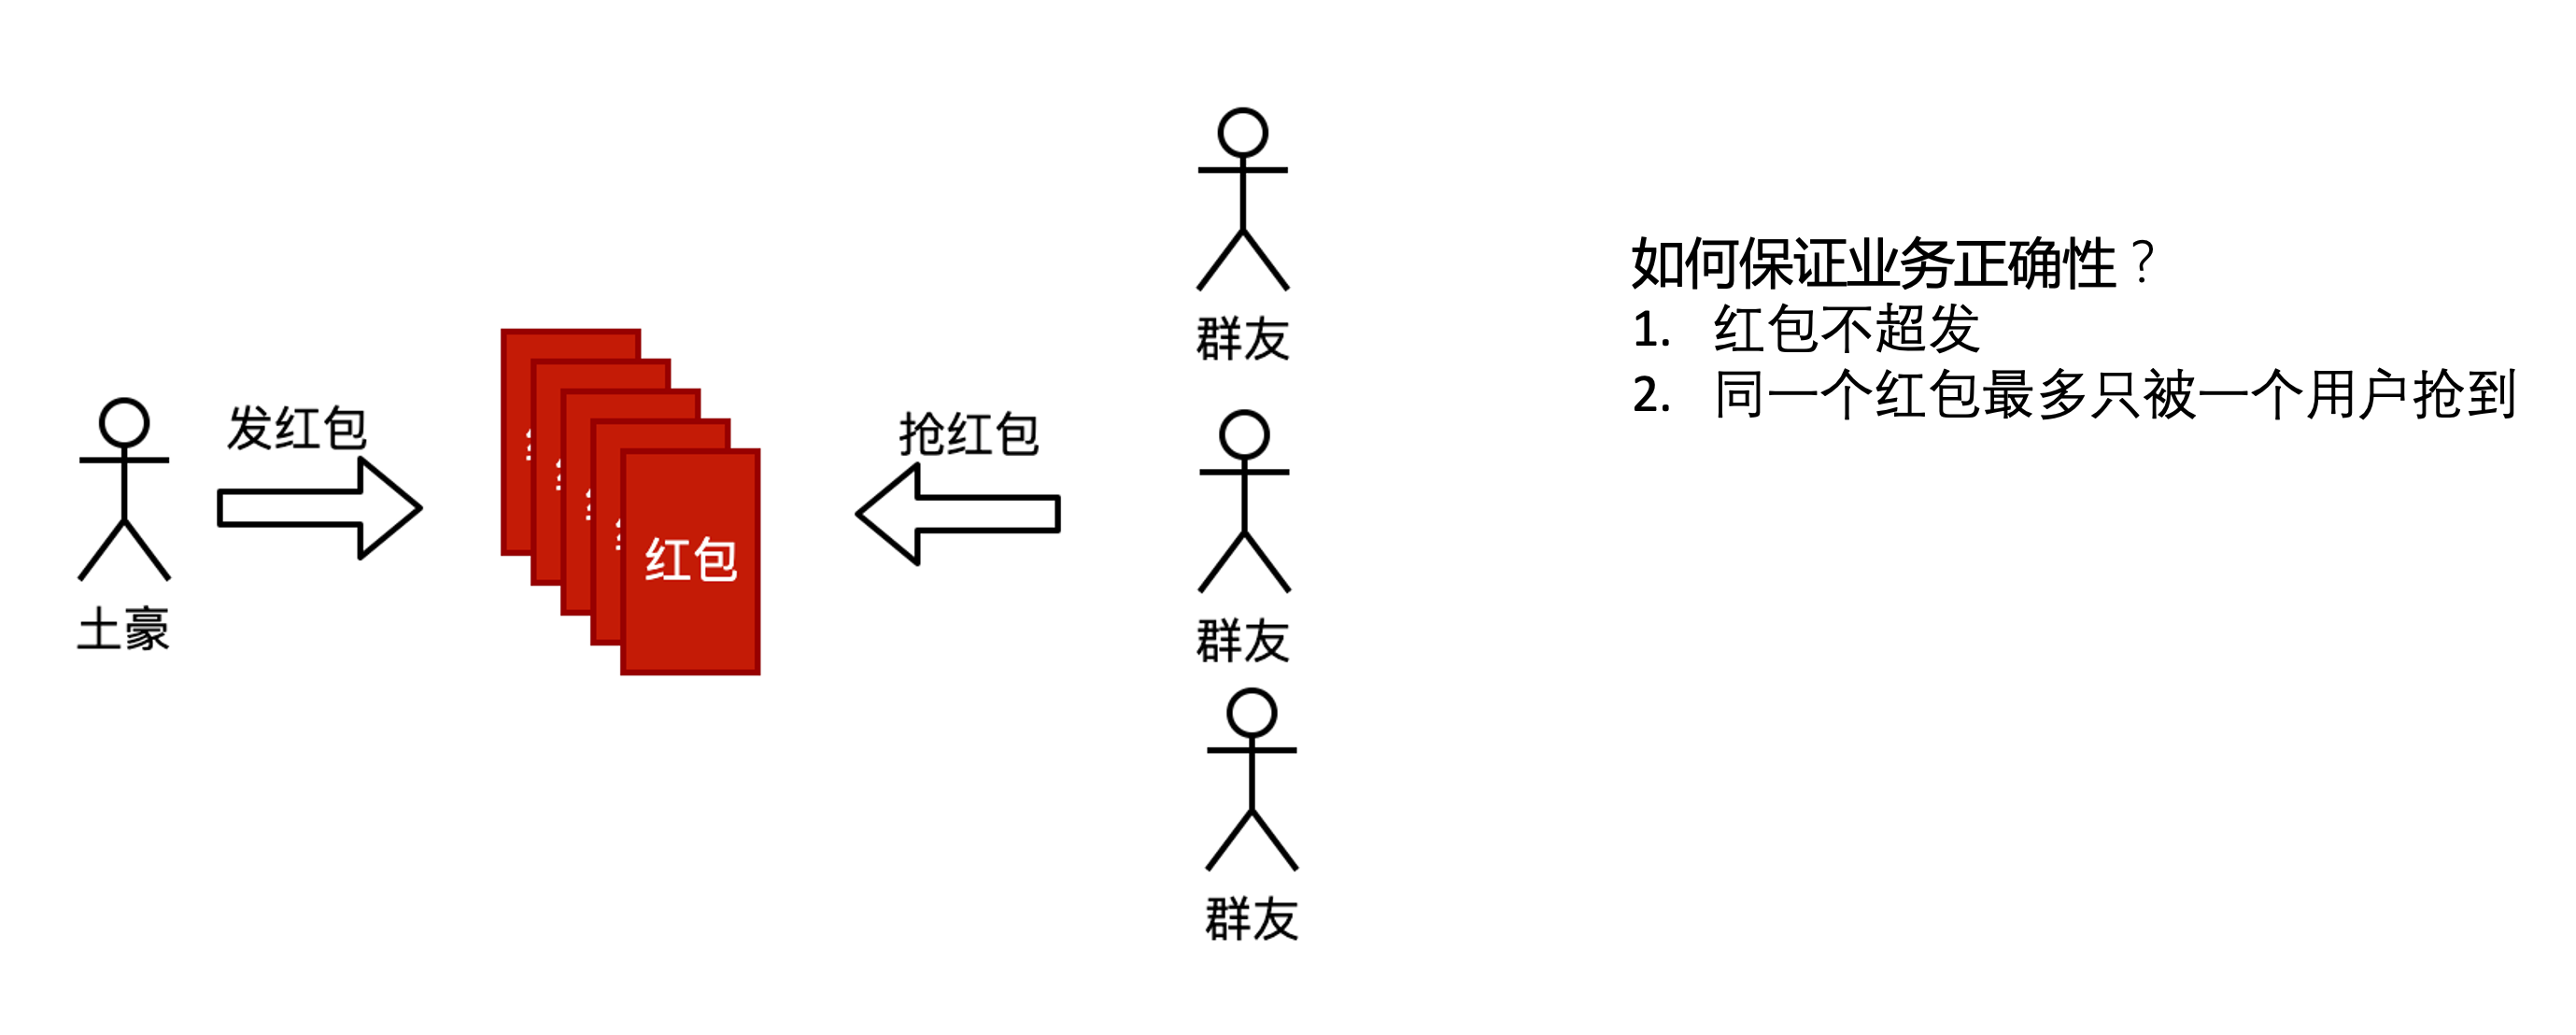 发红包
土豪
红包
抢红包
群友
群友
群友
如何保证业务正确性？
1. 红包不超发
2. 同一个红包最多只被一个用户抢到